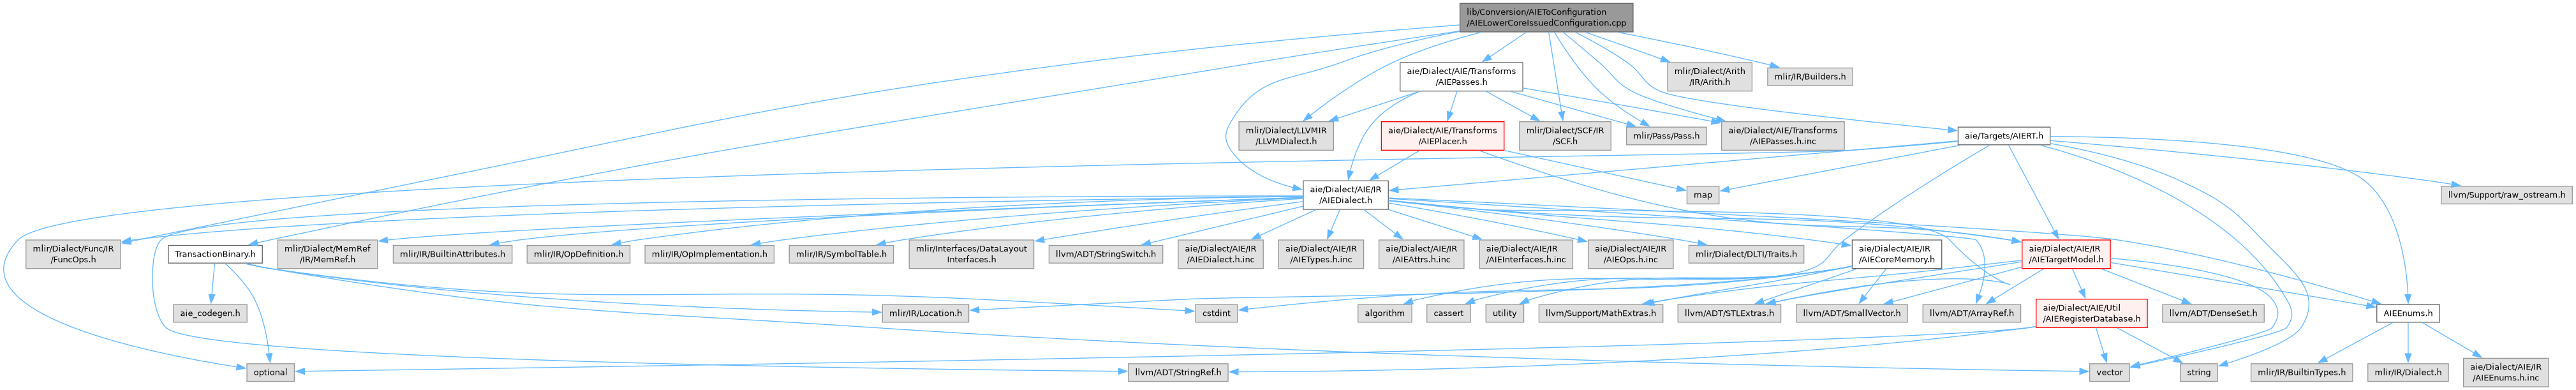 lib/Conversion/AIEToConfiguration
/AIELowerCoreIssuedConfiguration.cpp
aie/Dialect/AIE/Transforms
/AIEPasses.h
mlir/Dialect/Arith
/IR/Arith.h
mlir/IR/Builders.h
mlir/Dialect/LLVMIR
/LLVMDialect.h
aie/Dialect/AIE/Transforms
/AIEPlacer.h
mlir/Dialect/SCF/IR
/SCF.h
mlir/Pass/Pass.h
aie/Dialect/AIE/Transforms
/AIEPasses.h.inc
aie/Targets/AIERT.h
aie/Dialect/AIE/IR
/AIEDialect.h
map
llvm/Support/raw_ostream.h
mlir/Dialect/Func/IR
/FuncOps.h
TransactionBinary.h
mlir/Dialect/MemRef
/IR/MemRef.h
mlir/IR/BuiltinAttributes.h
mlir/IR/OpDefinition.h
mlir/IR/OpImplementation.h
mlir/IR/SymbolTable.h
mlir/Interfaces/DataLayout
Interfaces.h
llvm/ADT/StringSwitch.h
aie/Dialect/AIE/IR
/AIEDialect.h.inc
aie/Dialect/AIE/IR
/AIETypes.h.inc
aie/Dialect/AIE/IR
/AIEAttrs.h.inc
aie/Dialect/AIE/IR
/AIEInterfaces.h.inc
aie/Dialect/AIE/IR
/AIEOps.h.inc
mlir/Dialect/DLTI/Traits.h
aie/Dialect/AIE/IR
/AIECoreMemory.h
aie/Dialect/AIE/IR
/AIETargetModel.h
aie_codegen.h
mlir/IR/Location.h
cstdint
algorithm
cassert
utility
llvm/Support/MathExtras.h
llvm/ADT/STLExtras.h
llvm/ADT/SmallVector.h
llvm/ADT/ArrayRef.h
aie/Dialect/AIE/Util
/AIERegisterDatabase.h
llvm/ADT/DenseSet.h
AIEEnums.h
optional
llvm/ADT/StringRef.h
vector
string
mlir/IR/BuiltinTypes.h
mlir/IR/Dialect.h
aie/Dialect/AIE/IR
/AIEEnums.h.inc